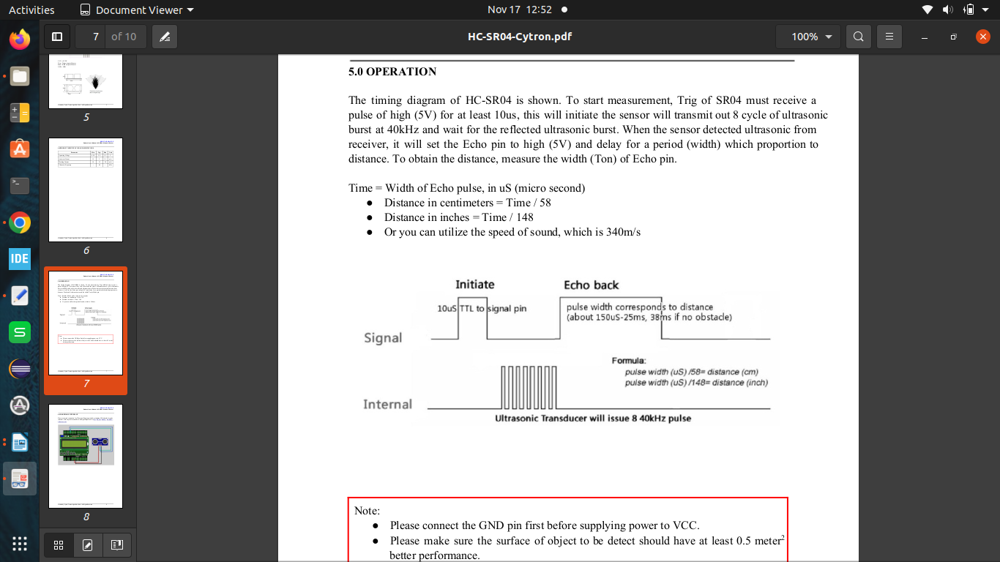 Activities
Document Viewer
Nov 17 12:52
7 of 10
HC-SR04-Cytron.pdf
100%
5
6
7
8
IDE
5.0 OPERATION
The timing diagram of HC-SR04 is shown. To start measurement, Trig of SR04 must receive a
pulse of high (5V) for at least 10us, this will initiate the sensor will transmit out 8 cycle of ultrasonic
burst at 40kHz and wait for the reflected ultrasonic burst. When the sensor detected ultrasonic from
receiver, it will set the Echo pin to high (5V) and delay for a period (width) which proportion to
distance. To obtain the distance, measure the width (Ton) of Echo pin.
Time = Width of Echo pulse, in uS (micro second)
● Distance in centimeters = Time / 58
● Distance in inches = Time / 148
● Or you can utilize the speed of sound, which is 340m/s
Initiate
Echo back
10uS TTL to signal pin
pulse width corresponds to distance
(about 150uS-25ms, 38ms if no obstacle)
Signal
Formula:
pulse width (uS) /58= distance (cm)
pulse width (uS) /148= distance (inch)
Internal
Ultrasonic Transducer will issue 8 40kHz pulse
Note:
● Please connect the GND pin first before supplying power to VCC.
● Please make sure the surface of object to be detect should have at least 0.5 meter²
better performance.